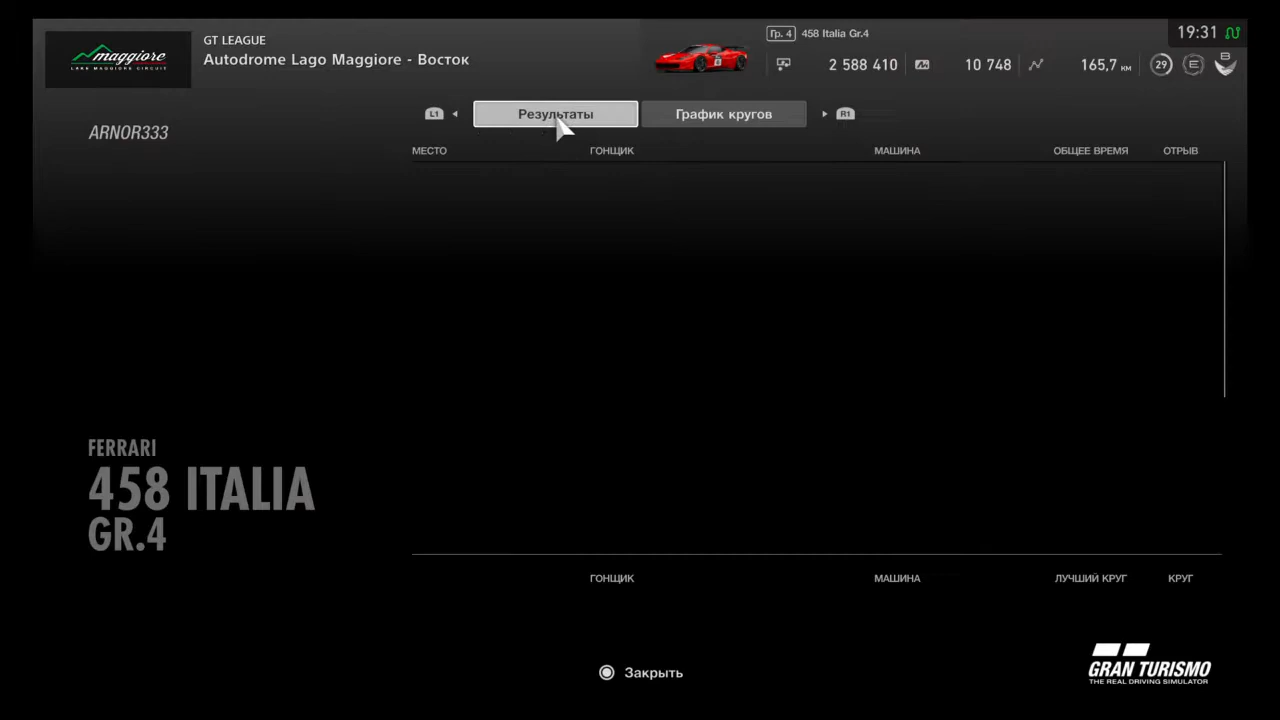 maggiore
LAKE MAGGIORE CIRCUIT
GT LEAGUE
Autodrome Lago Maggiore - Восток
Гр. 4 458 Italia Gr.4
2 588 410 10 748 165,7 км 29 E B
19:31
L1 Результаты График кругов R1
ARNOR333
МЕСТО ГОНЩИК МАШИНА ОБЩЕЕ ВРЕМЯ ОТРЫВ
FERRARI
458 ITALIA
GR.4
ГОНЩИК МАШИНА ЛУЧШИЙ КРУГ КРУГ
Закрыть
GRAN TURISMO
THE REAL DRIVING SIMULATOR